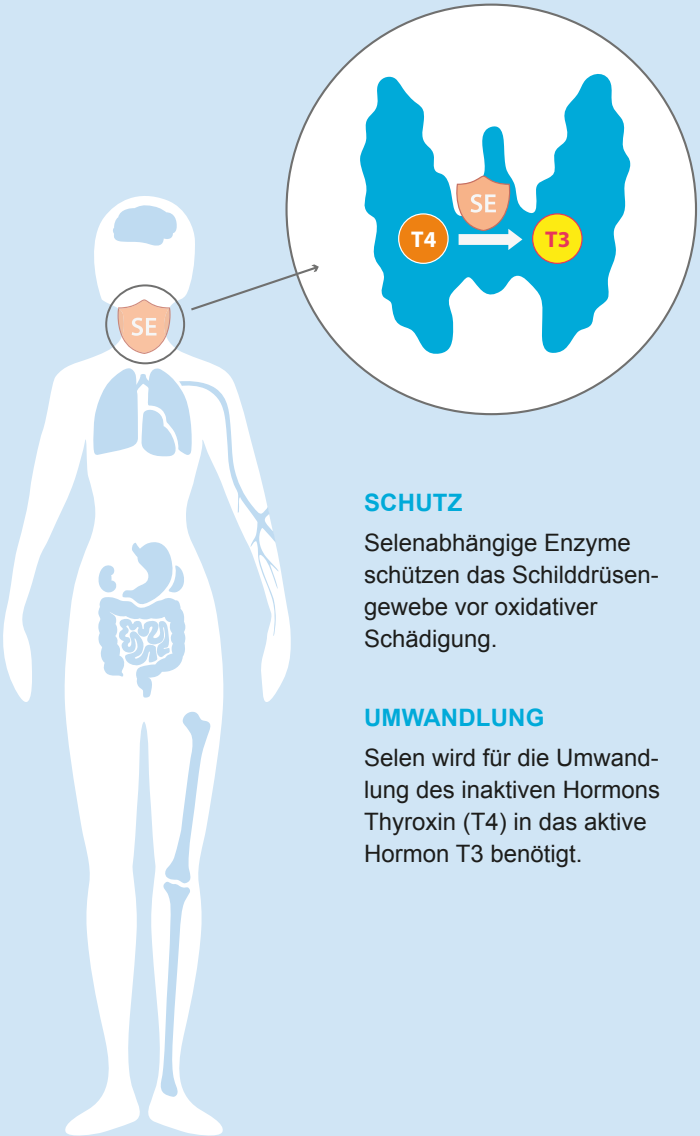 SE
T4
T3
SE
SCHUTZ
Selenabhängige Enzyme
schützen das Schilddrüsen-
gewebe vor oxidativer
Schädigung.
UMWANDLUNG
Selen wird für die Umwand-
lung des inaktiven Hormons
Thyroxin (T4) in das aktive
Hormon T3 benötigt.